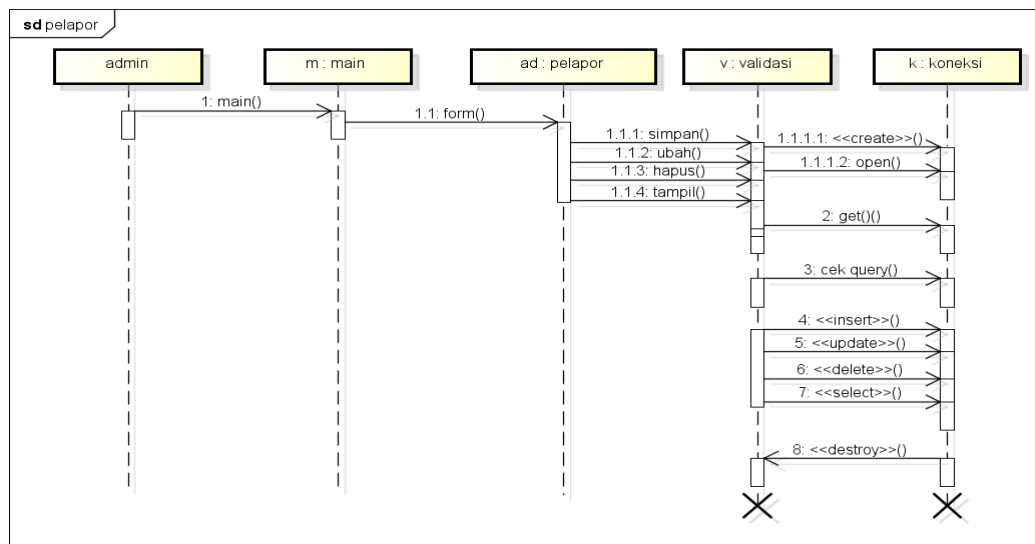 sd pelapor
admin
m : main
ad : pelapor
v : validasi
k : koneksi
1: main()
1.1: form()
1.1.1: simpan()
1.1.1.1: <<create>>()
1.1.2: ubah()
1.1.1.2: open()
1.1.3: hapus()
1.1.4: tampil()
2: get()()
3: cek query()
4: <<insert>>()
5: <<update>>()
6: <<delete>>()
7: <<select>>()
8: <<destroy>>()